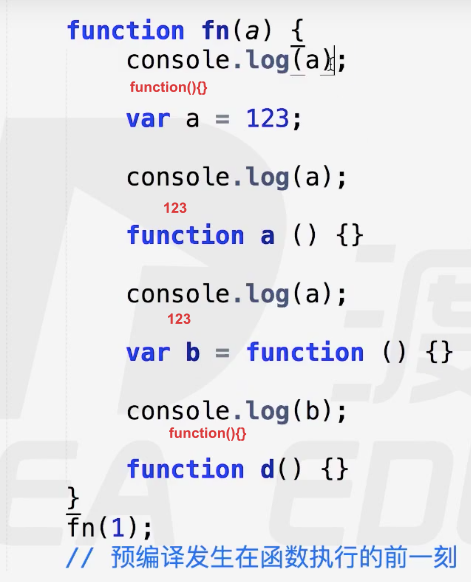 function fn(a) {
console.log(a);
function(){}
var a = 123;
console.log(a);
123
function a () {}
console.log(a);
123
var b = function () {}
console.log(b);
function(){}
function d() {}
}
fn(1);
// 预编译发生在函数执行的前一刻